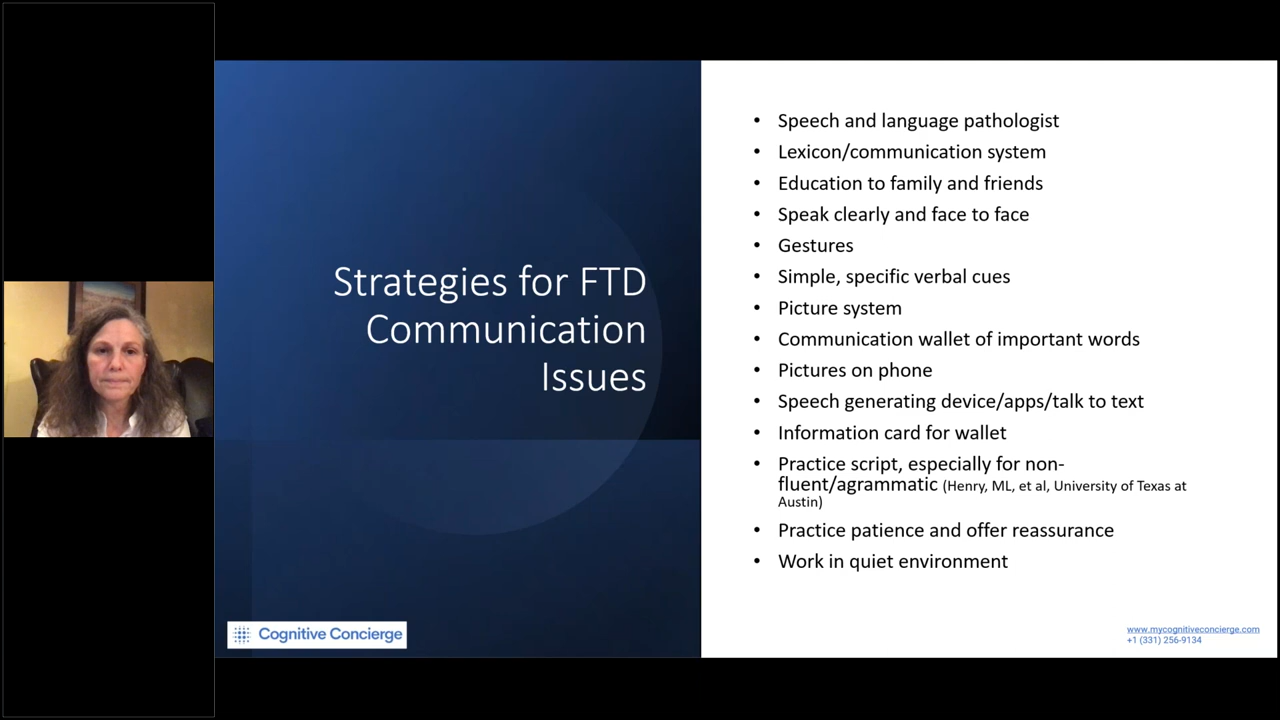 Strategies for FTD
Communication
Issues
Cognitive Concierge
• Speech and language pathologist
• Lexicon/communication system
• Education to family and friends
• Speak clearly and face to face
• Gestures
• Simple, specific verbal cues
• Picture system
• Communication wallet of important words
• Pictures on phone
• Speech generating device/apps/talk to text
• Information card for wallet
• Practice script, especially for non-
fluent/agrammatic (Henry, ML, et al, University of Texas at
Austin)
• Practice patience and offer reassurance
• Work in quiet environment
www.mycognitiveconcierge.com
+1 (331) 256-9134